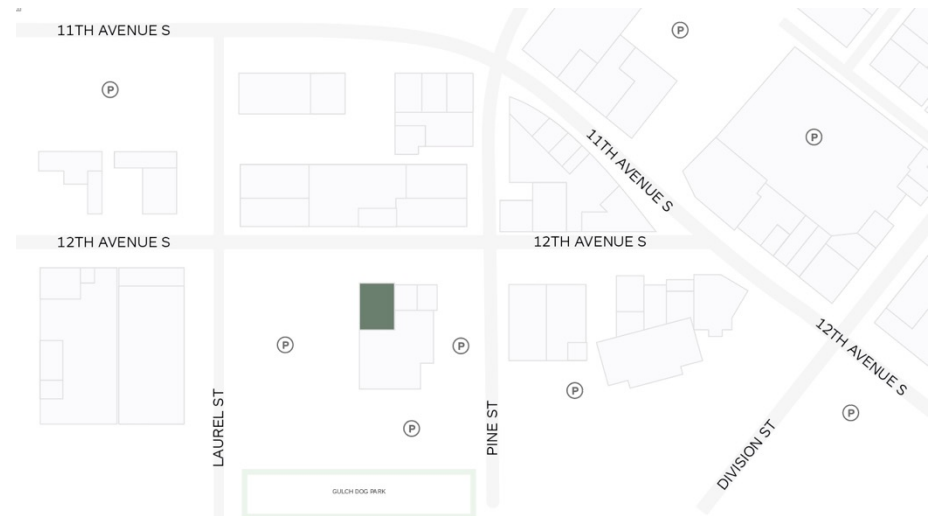 11TH AVENUE S
P
P
P
11TH AVENUE S
12TH AVENUE S
12TH AVENUE S
P
P
12TH AVENUE S
P
LAUREL ST
PINE ST
P
P
DIVISION ST
GULCH DOG PARK